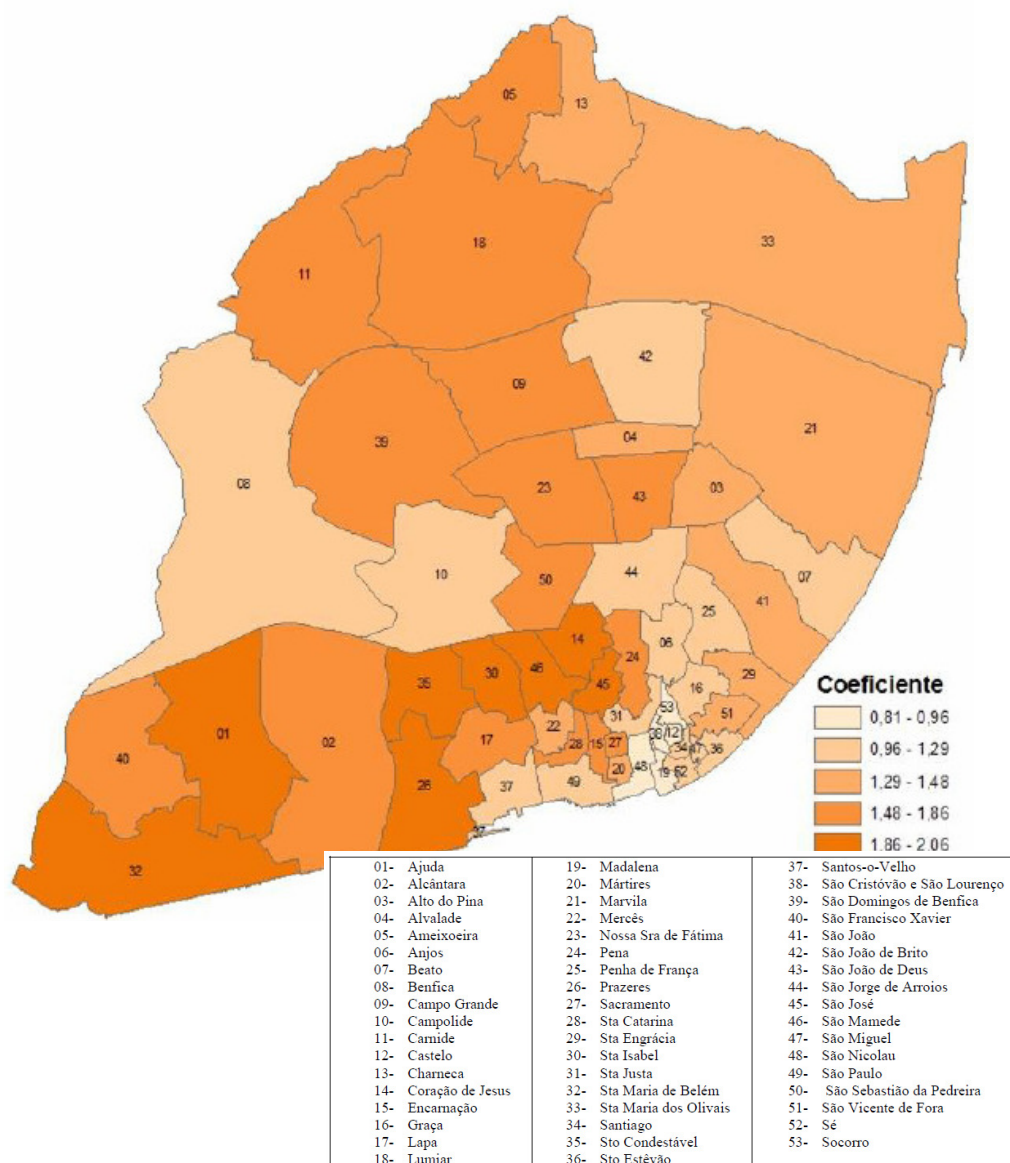 05
13
33
18
11
42
09
04
21
39
08
23
43
03
10
50
44
07
41
25
14
24
06
35
30
46
45
16
29
01
53
31
51
40
02
17
22
28
15
27
38
12
34
47
36
20
48
19
52
26
37
49
32
Coeficiente
0,81 - 0,96
0,96 - 1,29
1,29 - 1,48
1,48 - 1,86
1,86 - 2,06
01- Ajuda
02- Alcântara
03- Alto do Pina
04- Alvalade
05- Ameixoeira
06- Anjos
07- Beato
08- Benfica
09- Campo Grande
10- Campolide
11- Carnide
12- Castelo
13- Charneca
14- Coração de Jesus
15- Encarnação
16- Graça
17- Lapa
18- Lumiar
19- Madalena
20- Mártires
21- Marvila
22- Mercês
23- Nossa Sra de Fátima
24- Pena
25- Penha de França
26- Prazeres
27- Sacramento
28- Sta Catarina
29- Sta Engrácia
30- Sta Isabel
31- Sta Justa
32- Sta Maria de Belém
33- Sta Maria dos Olivais
34- Santiago
35- Sto Condestável
36- Sto Estêvão
37- Santos-o-Velho
38- São Cristóvão e São Lourenço
39- São Domingos de Benfica
40- São Francisco Xavier
41- São João
42- São João de Brito
43- São João de Deus
44- São Jorge de Arroios
45- São José
46- São Mamede
47- São Miguel
48- São Nicolau
49- São Paulo
50- São Sebastião da Pedreira
51- São Vicente de Fora
52- Sé
53- Socorro